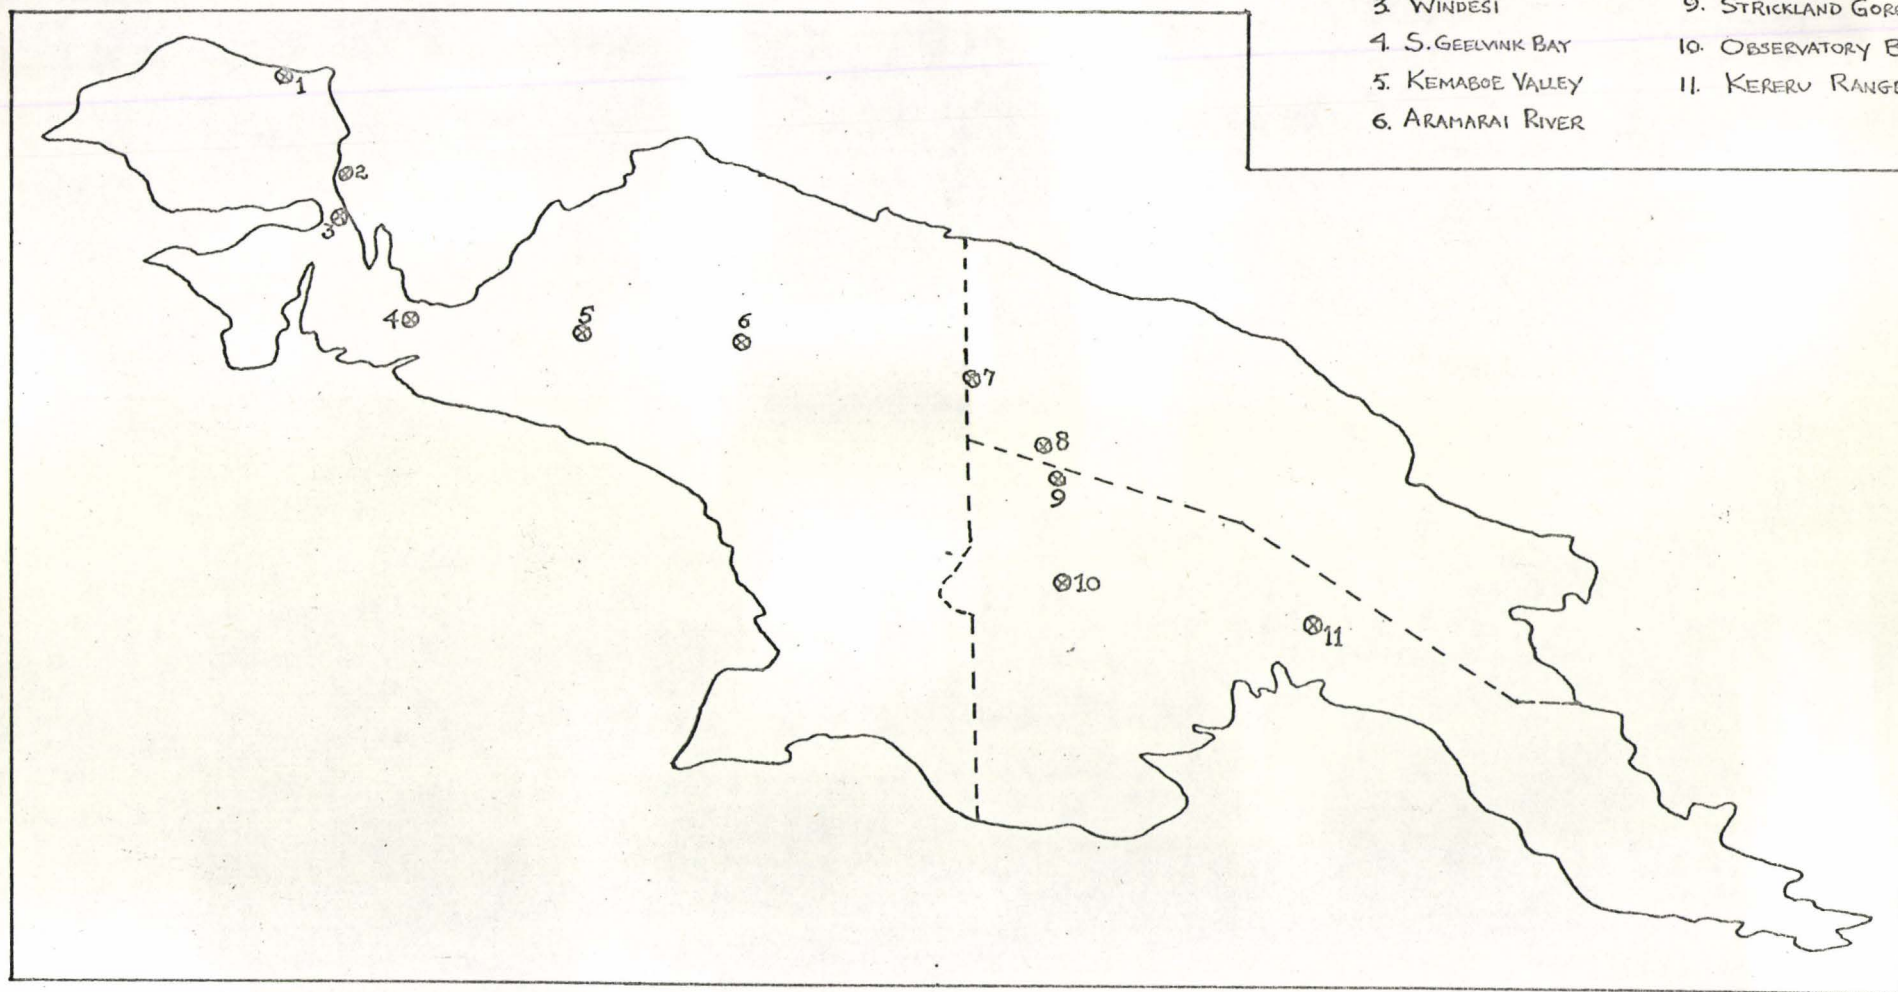 3 WINDESI
4. S. GEELVINK BAY
5. KEMABOE VALLEY
6. ARAMARAI RIVER
9. STRICKLAND
10. OBSERVATORY
11. KERERU
1
2
3
4
5
6
7
8
9
10
11